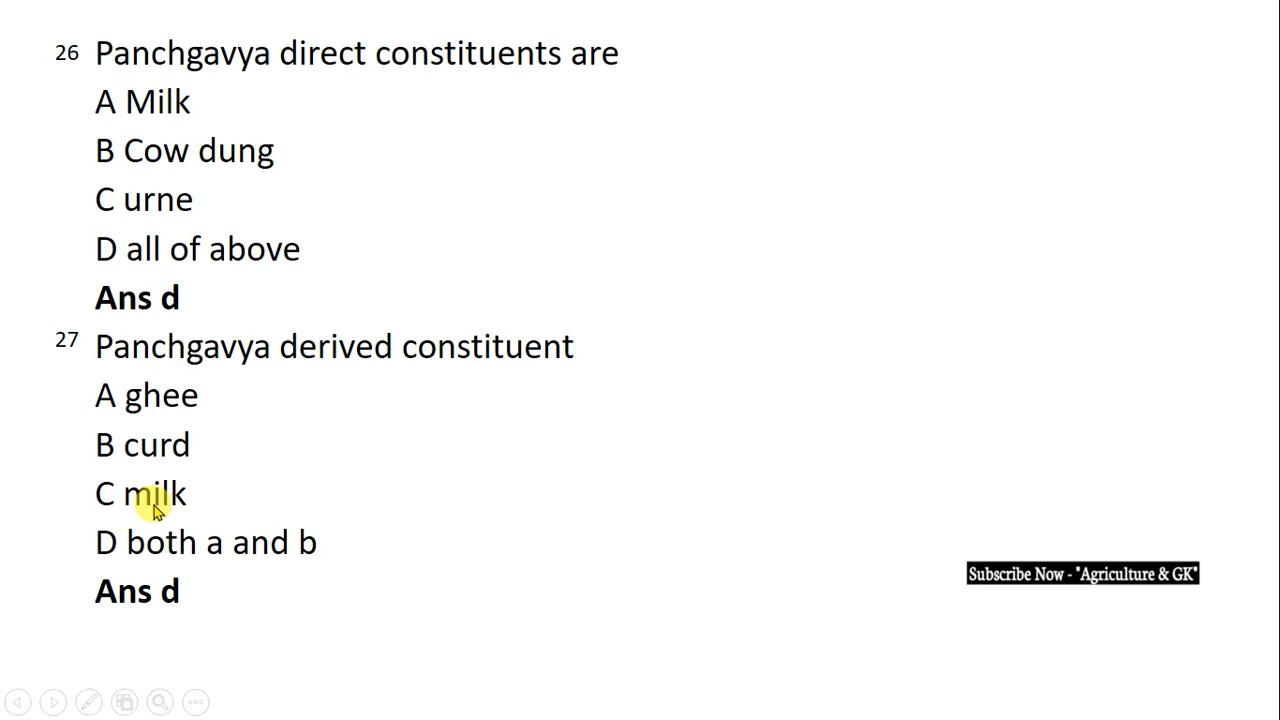 26 Panchgavya direct constituents are
A Milk
B Cow dung
C urne
D all of above
Ans d
27 Panchgavya derived constituent
A ghee
B curd
C milk
D both a and b
Ans d
Subscribe Now - "Agriculture & GK"